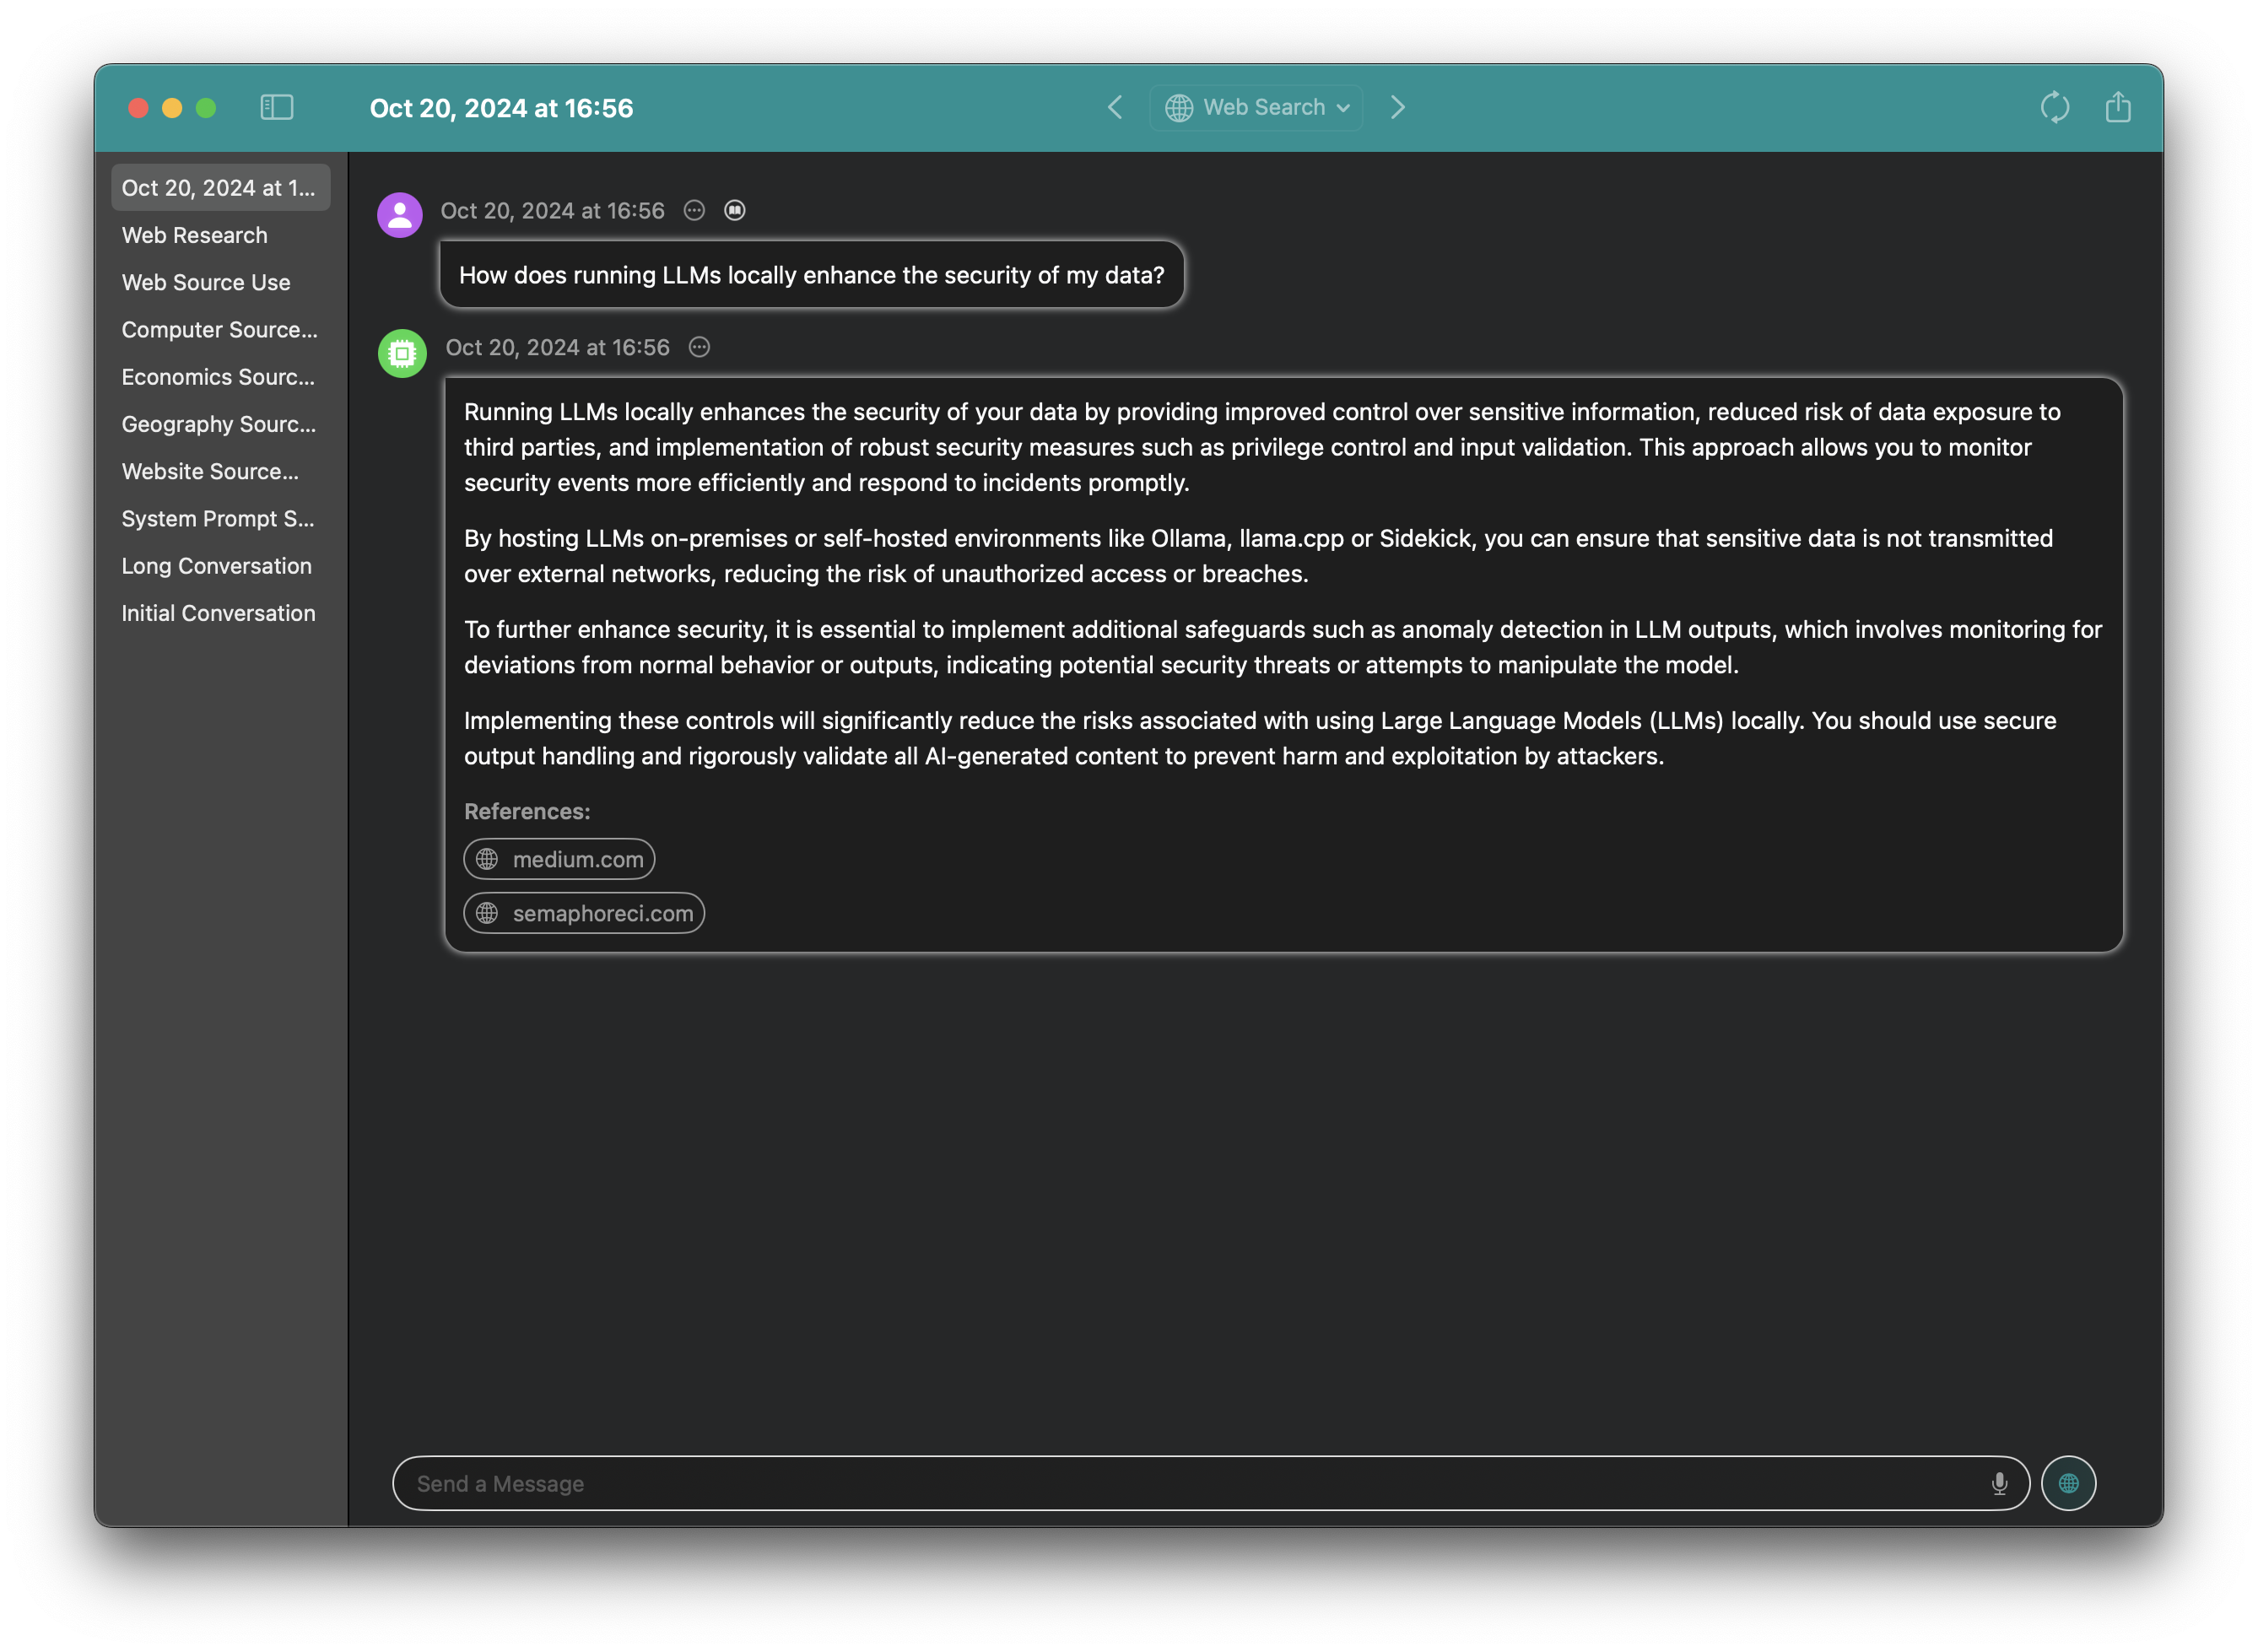 Oct 20, 2024 at 16:56
Web Search
Oct 20, 2024 at 1...
Web Research
Web Source Use
Computer Source...
Economics Sourc...
Geography Sourc...
Website Source...
System Prompt S...
Long Conversation
Initial Conversation
Oct 20, 2024 at 16:56
How does running LLMs locally enhance the security of my data?
Oct 20, 2024 at 16:56
Running LLMs locally enhances the security of your data by providing improved control over sensitive information, reduced risk of data exposure to
third parties, and implementation of robust security measures such as privilege control and input validation. This approach allows you to monitor
security events more efficiently and respond to incidents promptly.
By hosting LLMs on-premises or self-hosted environments like Ollama, llama.cpp or Sidekick, you can ensure that sensitive data is not transmitted
over external networks, reducing the risk of unauthorized access or breaches.
To further enhance security, it is essential to implement additional safeguards such as anomaly detection in LLM outputs, which involves monitoring for
deviations from normal behavior or outputs, indicating potential security threats or attempts to manipulate the model.
Implementing these controls will significantly reduce the risks associated with using Large Language Models (LLMs) locally. You should use secure
output handling and rigorously validate all AI-generated content to prevent harm and exploitation by attackers.
References:
medium.com
semaphoreci.com
Send a Message